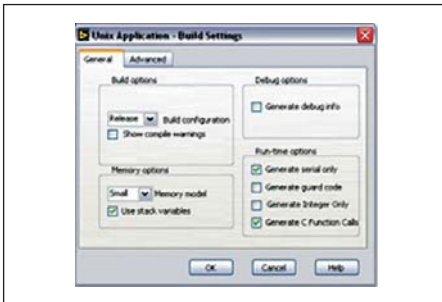 Unix Application - Build Settings
General
Advanced
Build options
Release
Build configuration
Show compile warnings
Memory options
Small
Memory model
Use stack variables
Debug options
Generate debug info
Run-time options
Generate serial only
Generate guard code
Generate Integer Only
Generate C Function Calls
OK
Cancel
Help